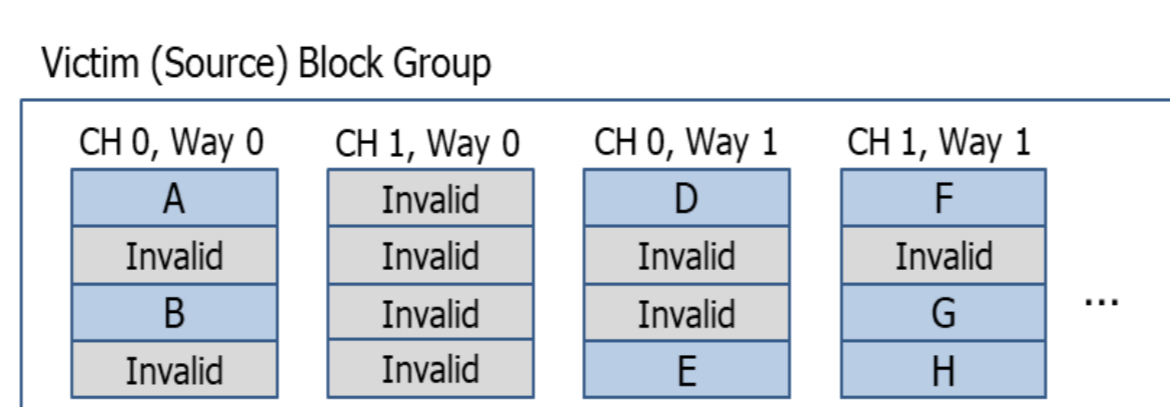 Victim (Source) Block Group
CH 0, Way 0
CH 1, Way 0
CH 0, Way 1
CH 1, Way 1
A
Invalid
D
F
Invalid
Invalid
Invalid
Invalid
B
Invalid
Invalid
G
...
Invalid
Invalid
E
H